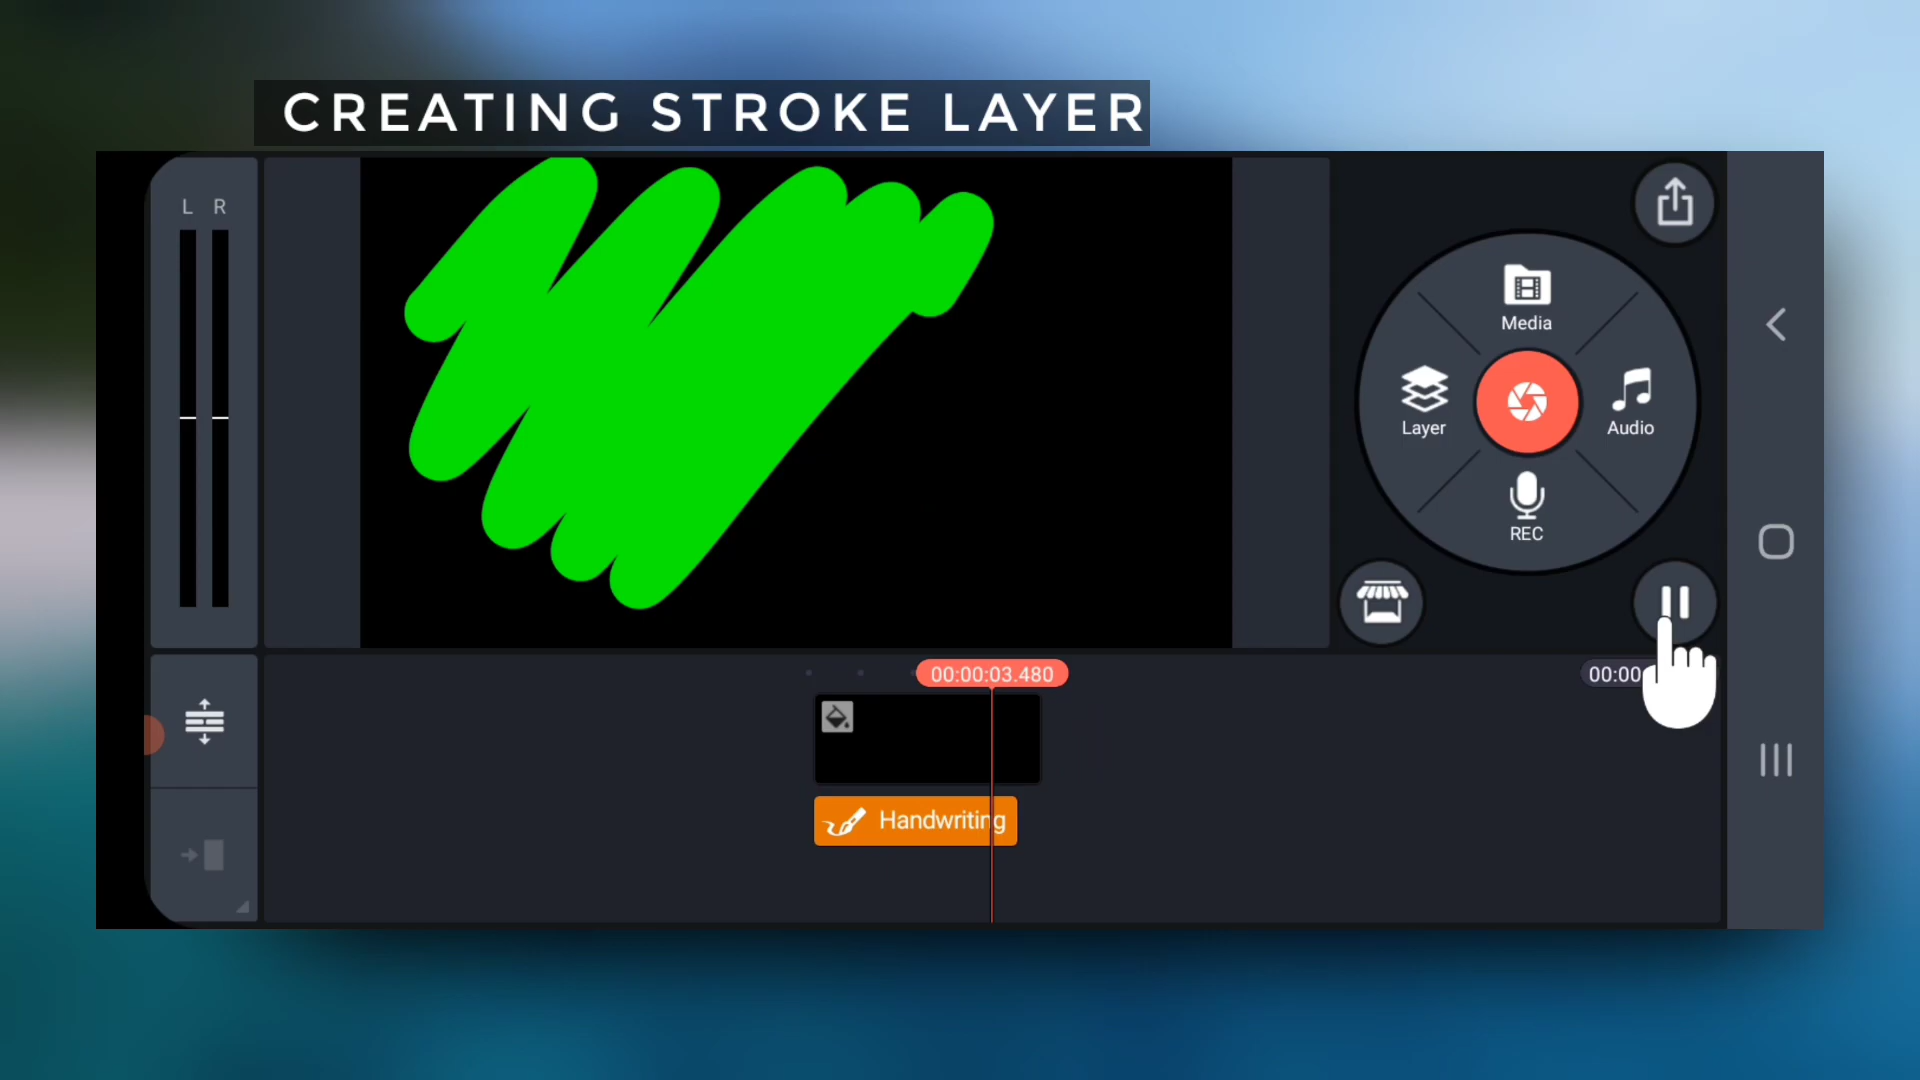 CREATING STROKE LAYER
L R
Media
Layer
Audio
REC
00:00:03.480
00:00
Handwriting